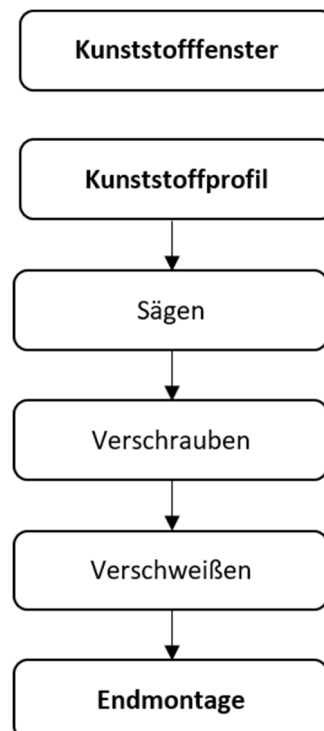 Kunststofffenster
Kunststoffprofil
Sägen
Verschrauben
Verschweißen
Endmontage